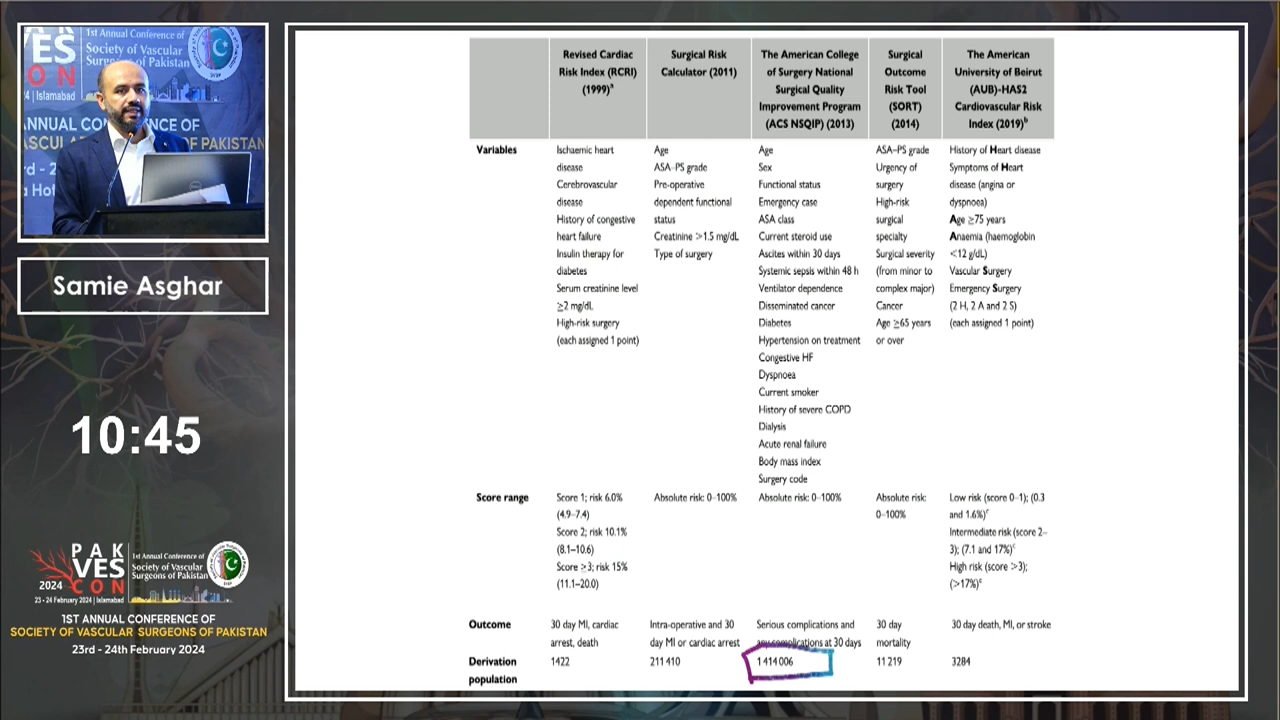 1st Annual Conference of
Society of Vascular
Surgeons of Pakistan
ES
ON
4 | Islamabad
ANNUAL CON
NCE OF
OF PAKISTAN
rd - 2
a Hot
Samie Asghar
10:45
PAK
VES
CON
2024
23 - 24 February 2024 | Islamabad
1st Annual Conference of
Society of Vascular
Surgeons of Pakistan
1ST ANNUAL CONFERENCE OF
SOCIETY OF VASCULAR SURGEONS OF PAKISTAN
23rd - 24th February 2024
Revised Cardiac
Risk Index (RCRI)
(1999)a
Surgical Risk
Calculator (2011)
The American College
of Surgery National
Surgical Quality
Improvement Program
(ACS NSQIP) (2013)
Surgical
Outcome
Risk Tool
(SORT)
(2014)
The American
University of Beirut
(AUB)-HAS2
Cardiovascular Risk
Index (2019)b
Variables
Ischaemic heart
disease
Cerebrovascular
disease
History of congestive
heart failure
Insulin therapy for
diabetes
Serum creatinine level
≥2 mg/dL
High-risk surgery
(each assigned 1 point)
Age
ASA–PS grade
Pre-operative
dependent functional
status
Creatinine >1.5 mg/dL
Type of surgery
Age
Sex
Functional status
Emergency case
ASA class
Current steroid use
Ascites within 30 days
Systemic sepsis within 48 h
Ventilator dependence
Disseminated cancer
Diabetes
Hypertension on treatment
Congestive HF
Dyspnoea
Current smoker
History of severe COPD
Dialysis
Acute renal failure
Body mass index
Surgery code
ASA–PS grade
Urgency of
surgery
High-risk
surgical
specialty
Surgical severity
(from minor to
complex major)
Cancer
Age ≥65 years
or over
History of Heart disease
Symptoms of Heart
disease (angina or
dyspnoea)
Age ≥75 years
Anaemia (haemoglobin
<12 g/dL)
Vascular Surgery
Emergency Surgery
(2 H, 2 A and 2 S)
(each assigned 1 point)
Score range
Score 1; risk 6.0%
(4.9–7.4)
Score 2; risk 10.1%
(8.1–10.6)
Score ≥3; risk 15%
(11.1–20.0)
Absolute risk: 0–100%
Absolute risk: 0–100%
Absolute risk:
0–100%
Low risk (score 0–1); (0.3
and 1.6%)c
Intermediate risk (score 2–
3); (7.1 and 17%)c
High risk (score >3);
(>17%)c
Outcome
30 day MI, cardiac
arrest, death
Intra-operative and 30
day MI or cardiac arrest
Serious complications and
any complications at 30 days
30 day
mortality
30 day death, MI, or stroke
Derivation
population
1422
211 410
1 414 006
11 219
3284